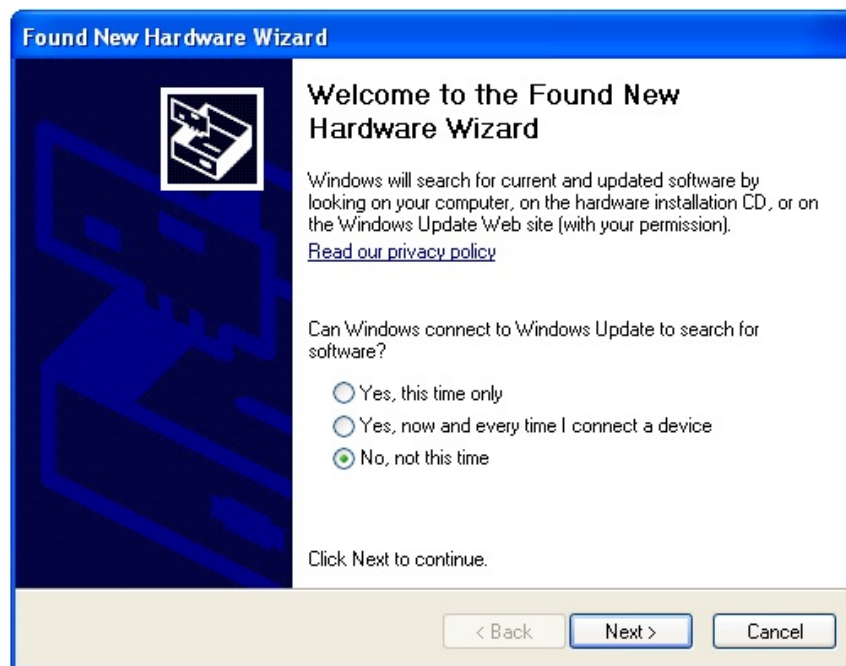 Found New Hardware Wizard
Welcome to the Found New
Hardware Wizard
Windows will search for current and updated software by
looking on your computer, on the hardware installation CD, or on
the Windows Update Web site (with your permission).
Read our privacy policy
Can Windows connect to Windows Update to search for
software?
Yes, this time only
Yes, now and every time I connect a device
No, not this time
Click Next to continue.
< Back
Next >
Cancel